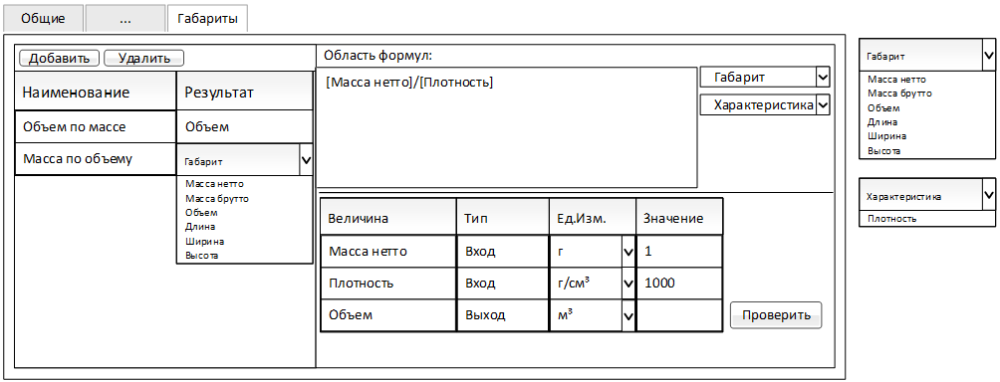 Общие
...
Габариты
Добавить
Удалить
Область формул:
Наименование
Результат
Объем по массе
Объем
Масса по объему
Габарит
Масса нетто
Масса брутто
Объем
Длина
Ширина
Высота
[Масса нетто]/[Плотность]
Габарит
Характеристика
Величина
Тип
Ед.Изм.
Значение
Масса нетто
Вход
г
1
Плотность
Вход
г/см³
1000
Объем
Выход
м³
Проверить
Габарит
Масса нетто
Масса брутто
Объем
Длина
Ширина
Высота
Характеристика
Плотность